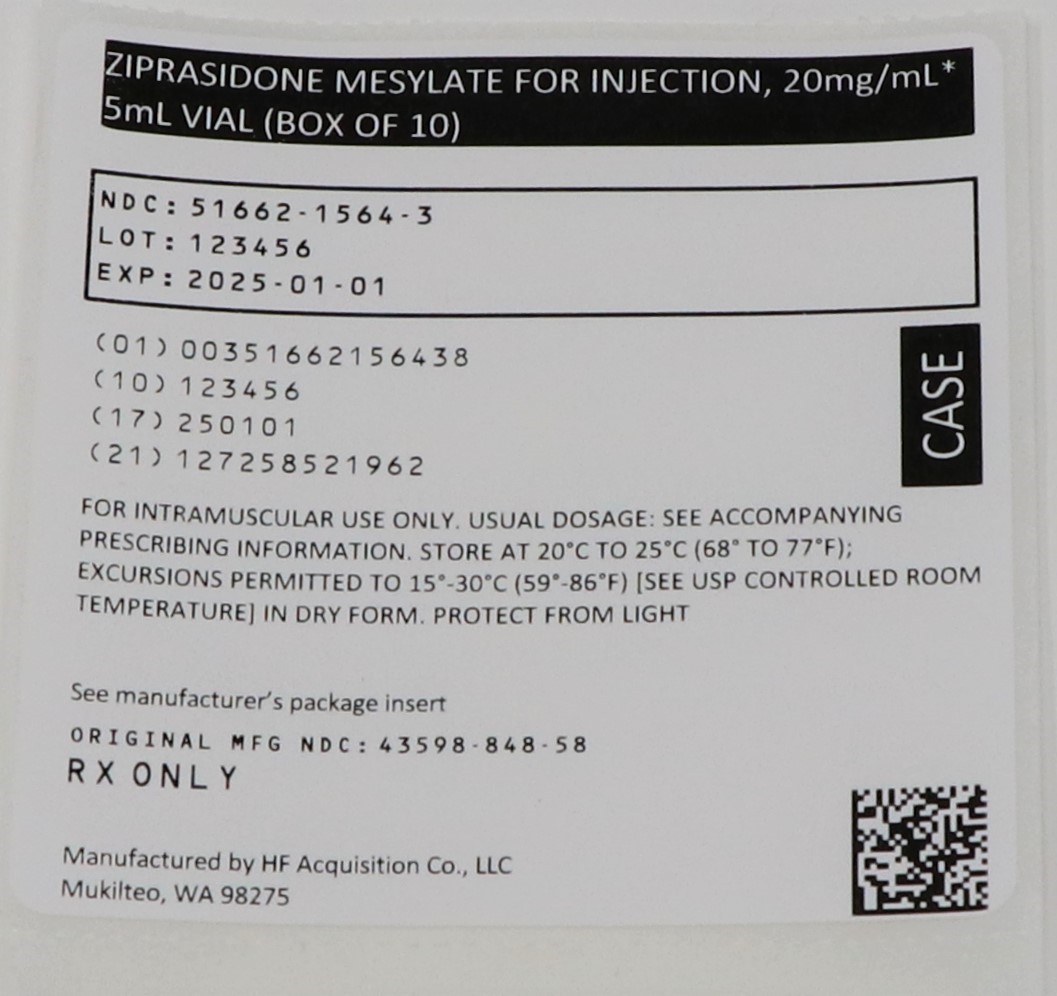 ZIPRASIDONE MESYLATE FOR INJECTION, 20mg/mL*
5mL VIAL (BOX OF 10)
NDC: 51662-1564-3
LOT: 123456
EXP: 2025-01-01
(01) 00351662156438
(10) 123456
(17) 250101
(21) 127258521962
CASE
FOR INTRAMUSCULAR USE ONLY. USUAL DOSAGE: SEE ACCOMPANYING
PRESCRIBING INFORMATION. STORE AT 20°C TO 25°C (68° TO 77°F);
EXCURSIONS PERMITTED TO 15°-30°C (59°-86°F) [SEE USP CONTROLLED ROOM
TEMPERATURE] IN DRY FORM. PROTECT FROM LIGHT
See manufacturer's package insert
ORIGINAL MFG NDC: 43598-848-58
RX ONLY
Manufactured by HF Acquisition Co., LLC
Mukilteo, WA 98275